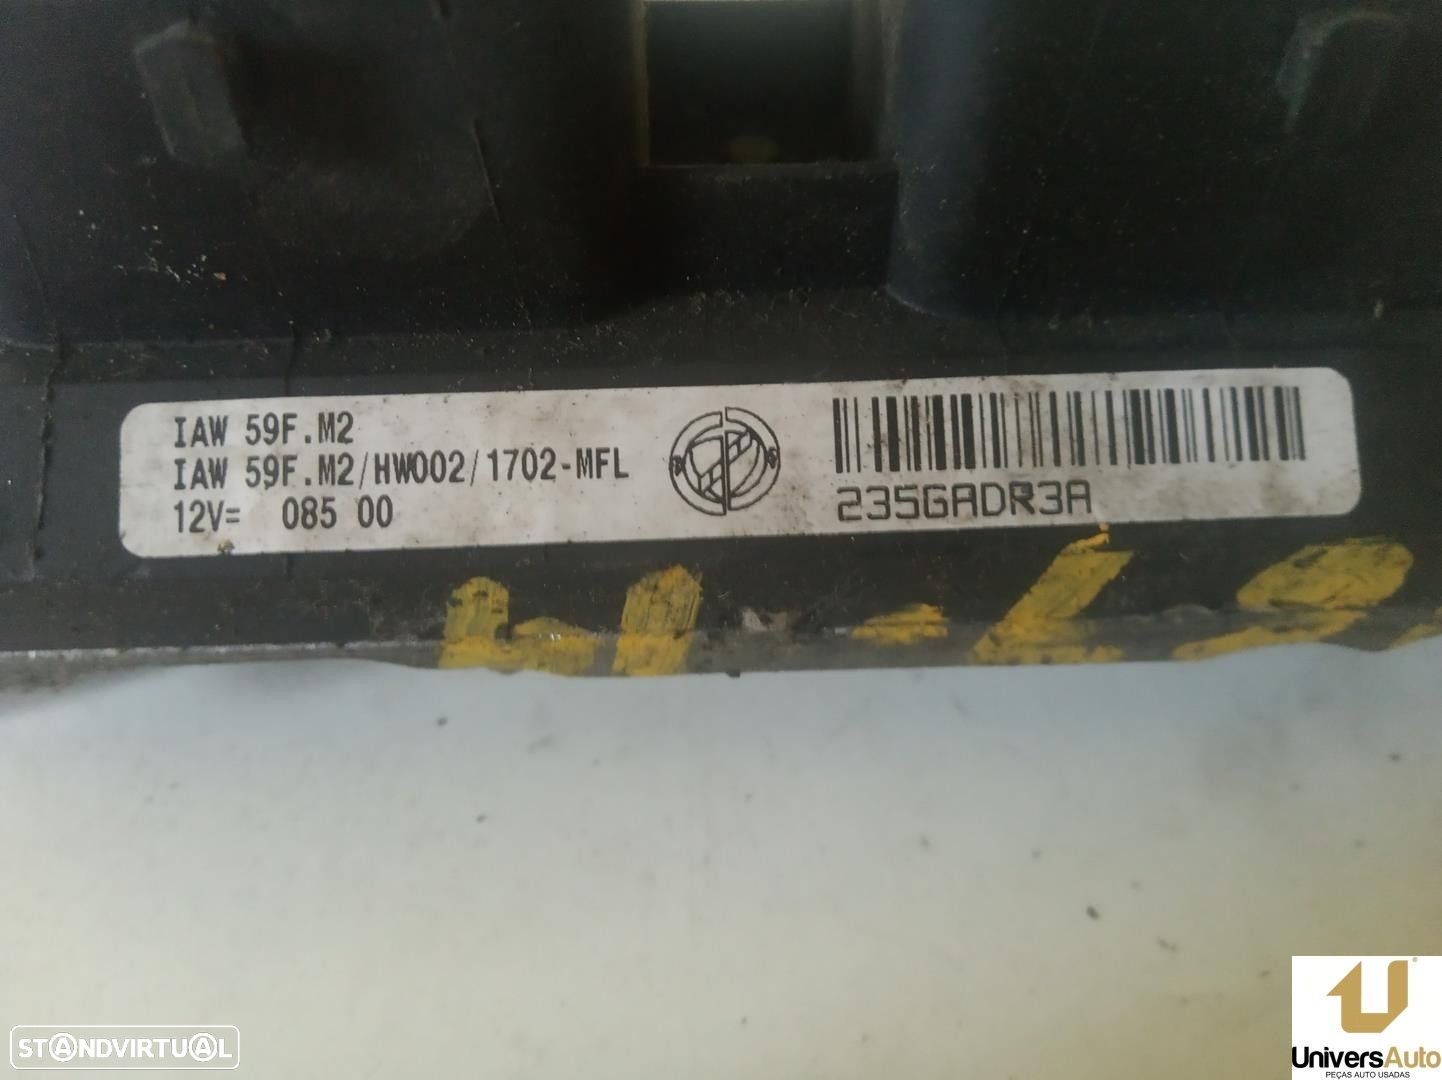 IAW 59F.M2
IAW 59F.M2/HW002/1702-MFL
12V= 085 00
235GADR3A
STANDVIRTUAL
UniversAuto
PEÇAS AUTO USADAS